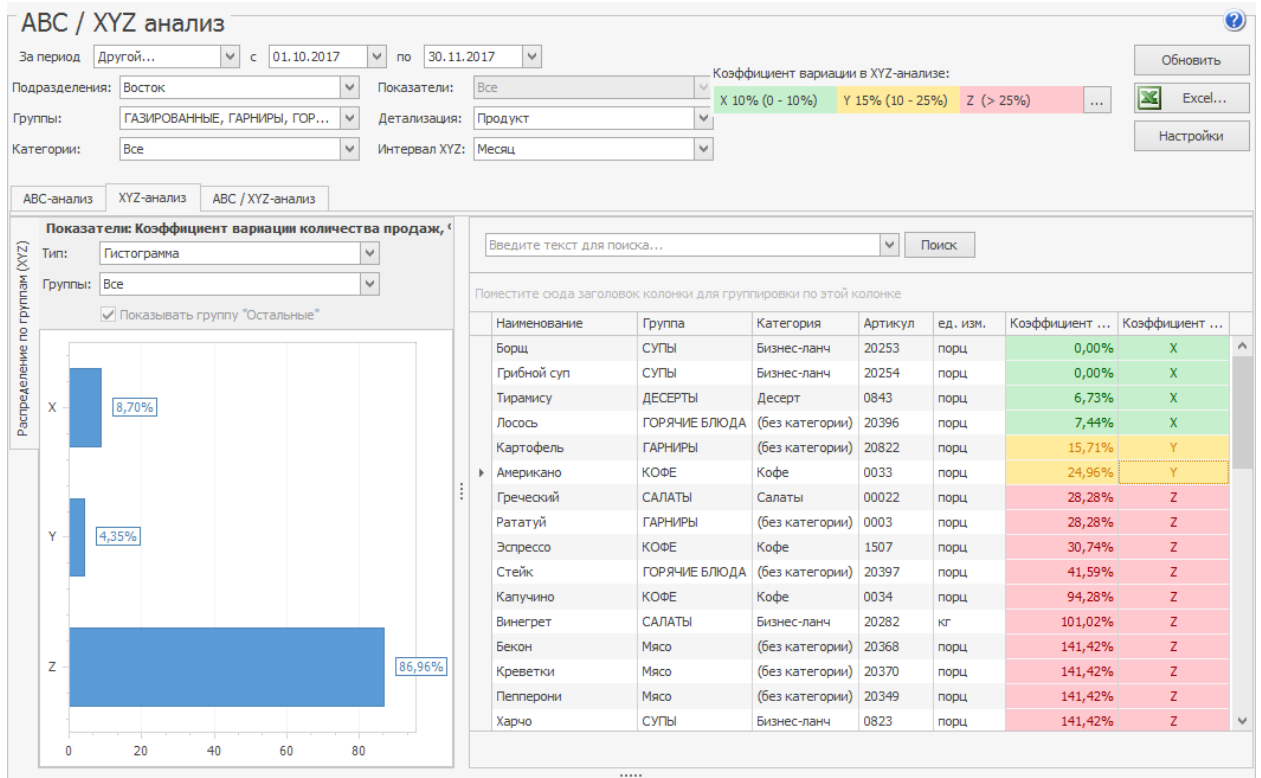 ABC / XYZ анализ
За период Другой... с 01.10.2017 по 30.11.2017
Обновить
Коэффициент вариации в XYZ-анализе:
Подразделения: Восток Показатели: Все
X 10% (0 - 10%) Y 15% (10 - 25%) Z (> 25%) ... Excel...
Группы: ГАЗИРОВАННЫЕ, ГАРНИРЫ, ГОР... Детализация: Продукт
Настройки
Категории: Все Интервал XYZ: Месяц
ABC-анализ XYZ-анализ ABC / XYZ-анализ
Распределение по группам (XYZ)
Показатели: Коэффициент вариации количества продаж,
Тип: Гистограмма
Группы: Все
Показывать группу "Остальные"
X 8,70%
Y 4,35%
Z 86,96%
0 20 40 60 80
Введите текст для поиска... Поиск
Поместите сюда заголовок колонки для группировки по этой колонке
Наименование Группа Категория Артикул ед. изм. Коэффициент ... Коэффициент ...
Борщ СУПЫ Бизнес-ланч 20253 порц 0,00% X
Грибной суп СУПЫ Бизнес-ланч 20254 порц 0,00% X
Тирамису ДЕСЕРТЫ Десерт 0843 порц 6,73% X
Лосось ГОРЯЧИЕ БЛЮДА (без категории) 20396 порц 7,44% X
Картофель ГАРНИРЫ (без категории) 20822 порц 15,71% Y
Американо КОФЕ Кофе 0033 порц 24,96% Y
Греческий САЛАТЫ Салаты 00022 порц 28,28% Z
Рататуй ГАРНИРЫ (без категории) 0003 порц 28,28% Z
Эспрессо КОФЕ Кофе 1507 порц 30,74% Z
Стейк ГОРЯЧИЕ БЛЮДА (без категории) 20397 порц 41,59% Z
Капучино КОФЕ Кофе 0034 порц 94,28% Z
Винегрет САЛАТЫ Бизнес-ланч 20282 кг 101,02% Z
Бекон Мясо (без категории) 20368 порц 141,42% Z
Креветки Мясо (без категории) 20370 порц 141,42% Z
Пепперони Мясо (без категории) 20349 порц 141,42% Z
Харчо СУПЫ Бизнес-ланч 0823 порц 141,42% Z